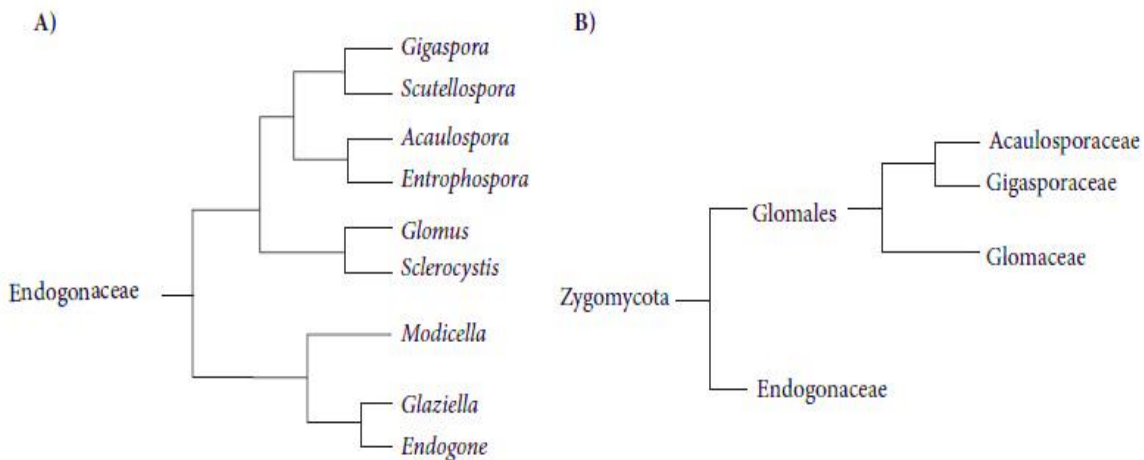 A)
Gigaspora
Scutellospora
Acaulospora
Entrophospora
Glomus
Sclerocystis
Endogonaceae
Modicella
Glaziella
Endogone
B)
Acaulosporaceae
Gigasporaceae
Glomales
Glomaceae
Zygomycota
Endogonaceae